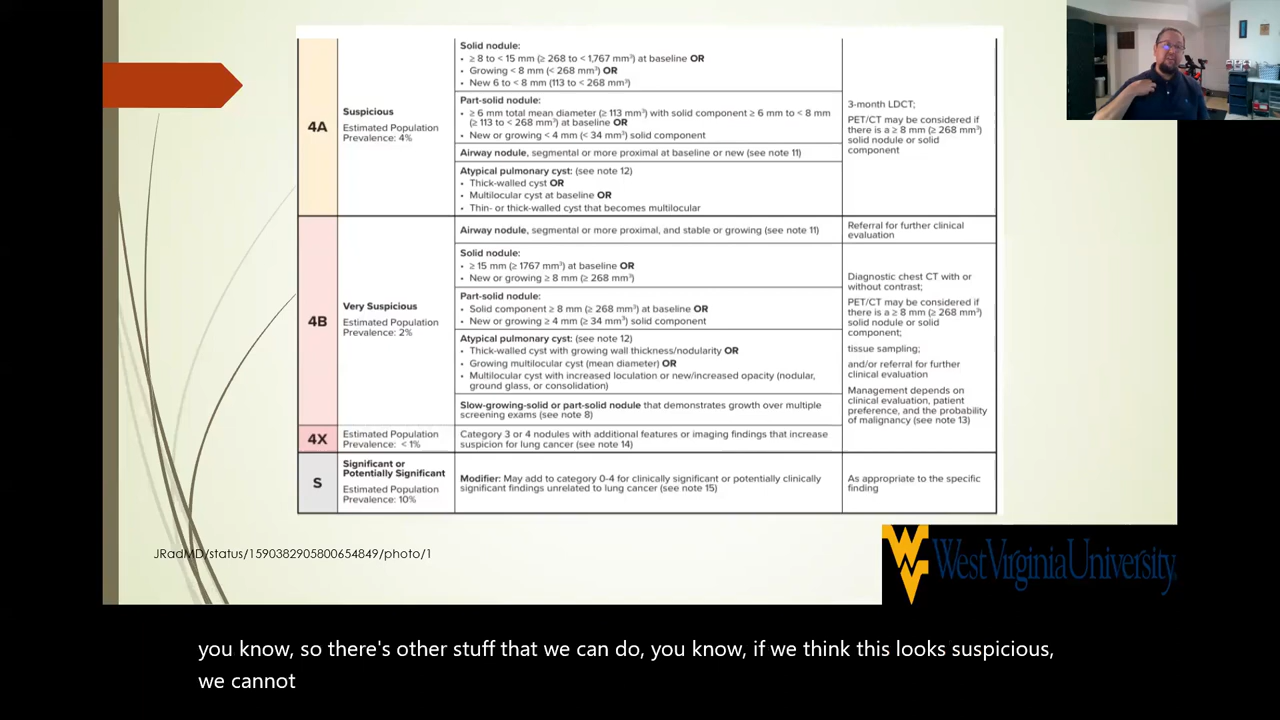 4A
Suspicious
Estimated Population
Prevalence: 4%
Solid nodule:
• ≥ 8 to < 15 mm (≥ 268 to < 1,767 mm³) at baseline OR
• Growing < 8 mm (< 268 mm³) OR
• New 6 to < 8 mm (113 to < 268 mm³)
Part-solid nodule:
• ≥ 6 mm total mean diameter (≥ 113 mm³) with solid component ≥ 6 mm to < 8 mm
(≥ 113 to < 268 mm³) at baseline OR
• New or growing < 4 mm (< 34 mm³) solid component
Airway nodule, segmental or more proximal at baseline or new (see note 11)
Atypical pulmonary cyst: (see note 12)
• Thick-walled cyst OR
• Multilocular cyst at baseline OR
• Thin- or thick-walled cyst that becomes multilocular
3-month LDCT;
PET/CT may be considered if
there is a ≥ 8 mm (≥ 268 mm³)
solid nodule or solid
component
4B
Very Suspicious
Estimated Population
Prevalence: 2%
Airway nodule, segmental or more proximal, and stable or growing (see note 11)
Referral for further clinical
evaluation
Solid nodule:
• ≥ 15 mm (≥ 1767 mm³) at baseline OR
• New or growing ≥ 8 mm (≥ 268 mm³)
Part-solid nodule:
• Solid component ≥ 8 mm (≥ 268 mm³) at baseline OR
• New or growing ≥ 4 mm (≥ 34 mm³) solid component
Atypical pulmonary cyst: (see note 12)
• Thick-walled cyst with growing wall thickness/nodularity OR
• Growing multilocular cyst (mean diameter) OR
• Multilocular cyst with increased loculation or new/increased opacity (nodular,
ground glass, or consolidation)
Slow-growing-solid or part-solid nodule that demonstrates growth over multiple
screening exams (see note 8)
Diagnostic chest CT with or
without contrast;
PET/CT may be considered if
there is a ≥ 8 mm (≥ 268 mm³)
solid nodule or solid
component;
tissue sampling;
and/or referral for further
clinical evaluation
Management depends on
clinical evaluation, patient
preference, and the probability
of malignancy (see note 13)
4X
Estimated Population
Prevalence: < 1%
Category 3 or 4 nodules with additional features or imaging findings that increase
suspicion for lung cancer (see note 14)
S
Significant or
Potentially Significant
Estimated Population
Prevalence: 10%
Modifier: May add to category 0-4 for clinically significant or potentially clinically
significant findings unrelated to lung cancer (see note 15)
As appropriate to the specific
finding
JRadMD/status/1590382905800654849/photo/1
WestVirginiaUniversity
you know, so there's other stuff that we can do, you know, if we think this looks suspicious,
we cannot